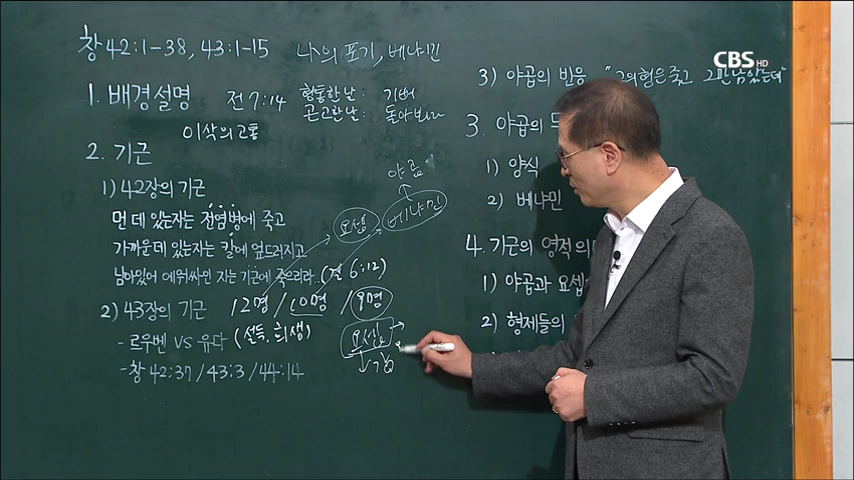 창 42:1-38, 43:1-15 나의 포기, 베냐민
1. 배경설명 전 7:14 형통한 날: 기뻐
곤고한 날: 돌아보
이삭의 고통
2. 기근
1) 42장의 기근
먼 데 있는자는 전염병에 죽고
가까운데 있는자는 칼에 엎드러지고
남아있어 에워싸인 자는 기근에 죽으리라..(겔 6:12)
2) 43장의 기근 12명 / 10명 /
- 르우벤 VS 유다 (설득, 희생)
- 창 42:37 / 43:3 / 44:14
야곱
요셉
베냐민
요셉
CBS HD
3) 야곱의 반응 "그의 형은 죽고 그만 남았는데"
3. 야곱의
1) 양식
2) 베냐민
4. 기근의 영적 의
1) 야곱과 요셉
2) 형제들의